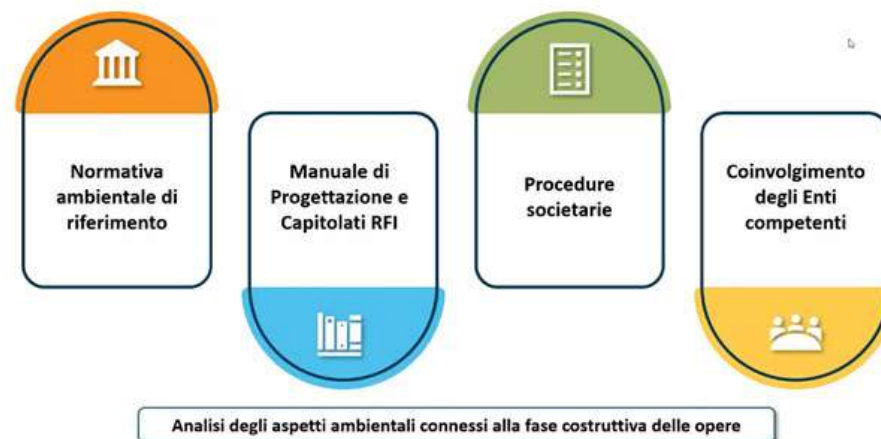 Normativa
ambientale di
riferimento
Manuale di
Progettazione e
Capitolati RFI
Procedure
societarie
Coinvolgimento
degli Enti
competenti
Analisi degli aspetti ambientali connessi alla fase costruttiva delle opere